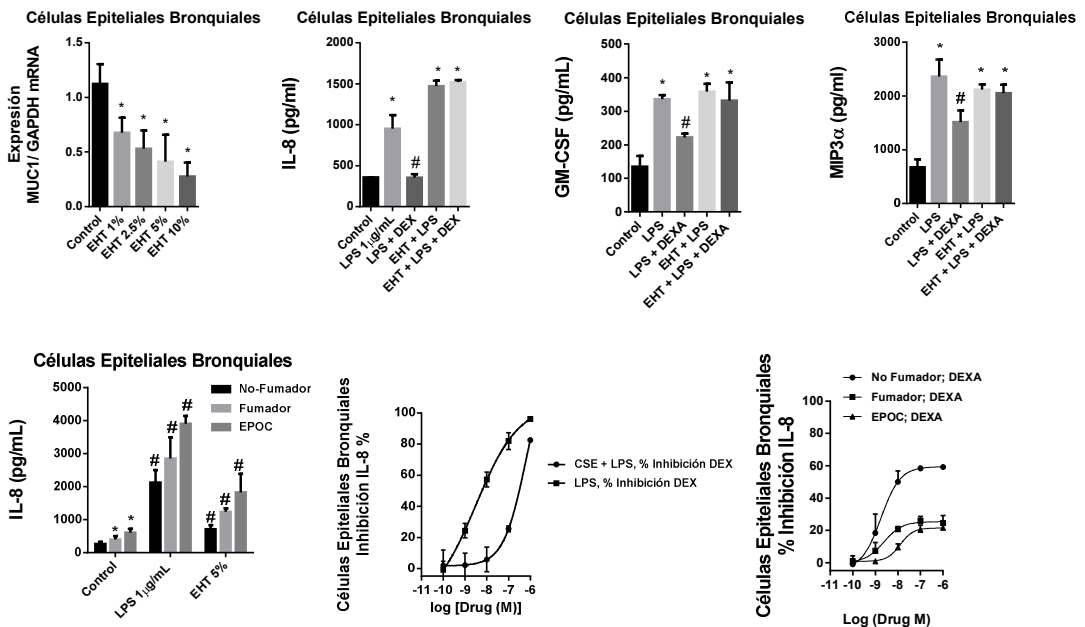 Células Epiteliales Bronquiales
Expresión
MUC1/ GAPDH mRNA
1.5
1.0
0.5
0.0
*
*
*
*
Control
EHT 1%
EHT 2.5%
EHT 5%
EHT 10%
Células Epiteliales Bronquiales
IL-8 (pg/ml)
2000
1500
1000
500
0
*
#
*
*
Control
LPS 1µg/mL
LPS + DEX
EHT + LPS
EHT + LPS + DEX
Células Epiteliales Bronquiales
GM-CSF (pg/mL)
500
400
300
200
100
0
*
#
*
*
Control
LPS
LPS + DEXA
EHT + LPS
EHT + LPS + DEXA
Células Epiteliales Bronquiales
MIP3α (pg/ml)
3000
2000
1000
0
*
#
*
*
Control
LPS
LPS + DEXA
EHT + LPS
EHT + LPS + DEXA
Células Epiteliales Bronquiales
IL-8 (pg/mL)
5000
4000
3000
2000
1000
0
No-Fumador
Fumador
EPOC
* *
# # #
# # #
Control
LPS 1µg/mL
EHT 5%
Células Epiteliales Bronquiales
Inhibición IL-8 %
100
80
60
40
20
0
-11 -10 -9 -8 -7 -6
log [Drug (M)]
CSE + LPS, % Inhibición DEX
LPS, % Inhibición DEX
Células Epiteliales Bronquiales
% Inhibición IL-8
No Fumador; DEXA
Fumador; DEXA
EPOC; DEXA
100
80
60
40
20
0
-11 -10 -9 -8 -7 -6
Log (Drug M)